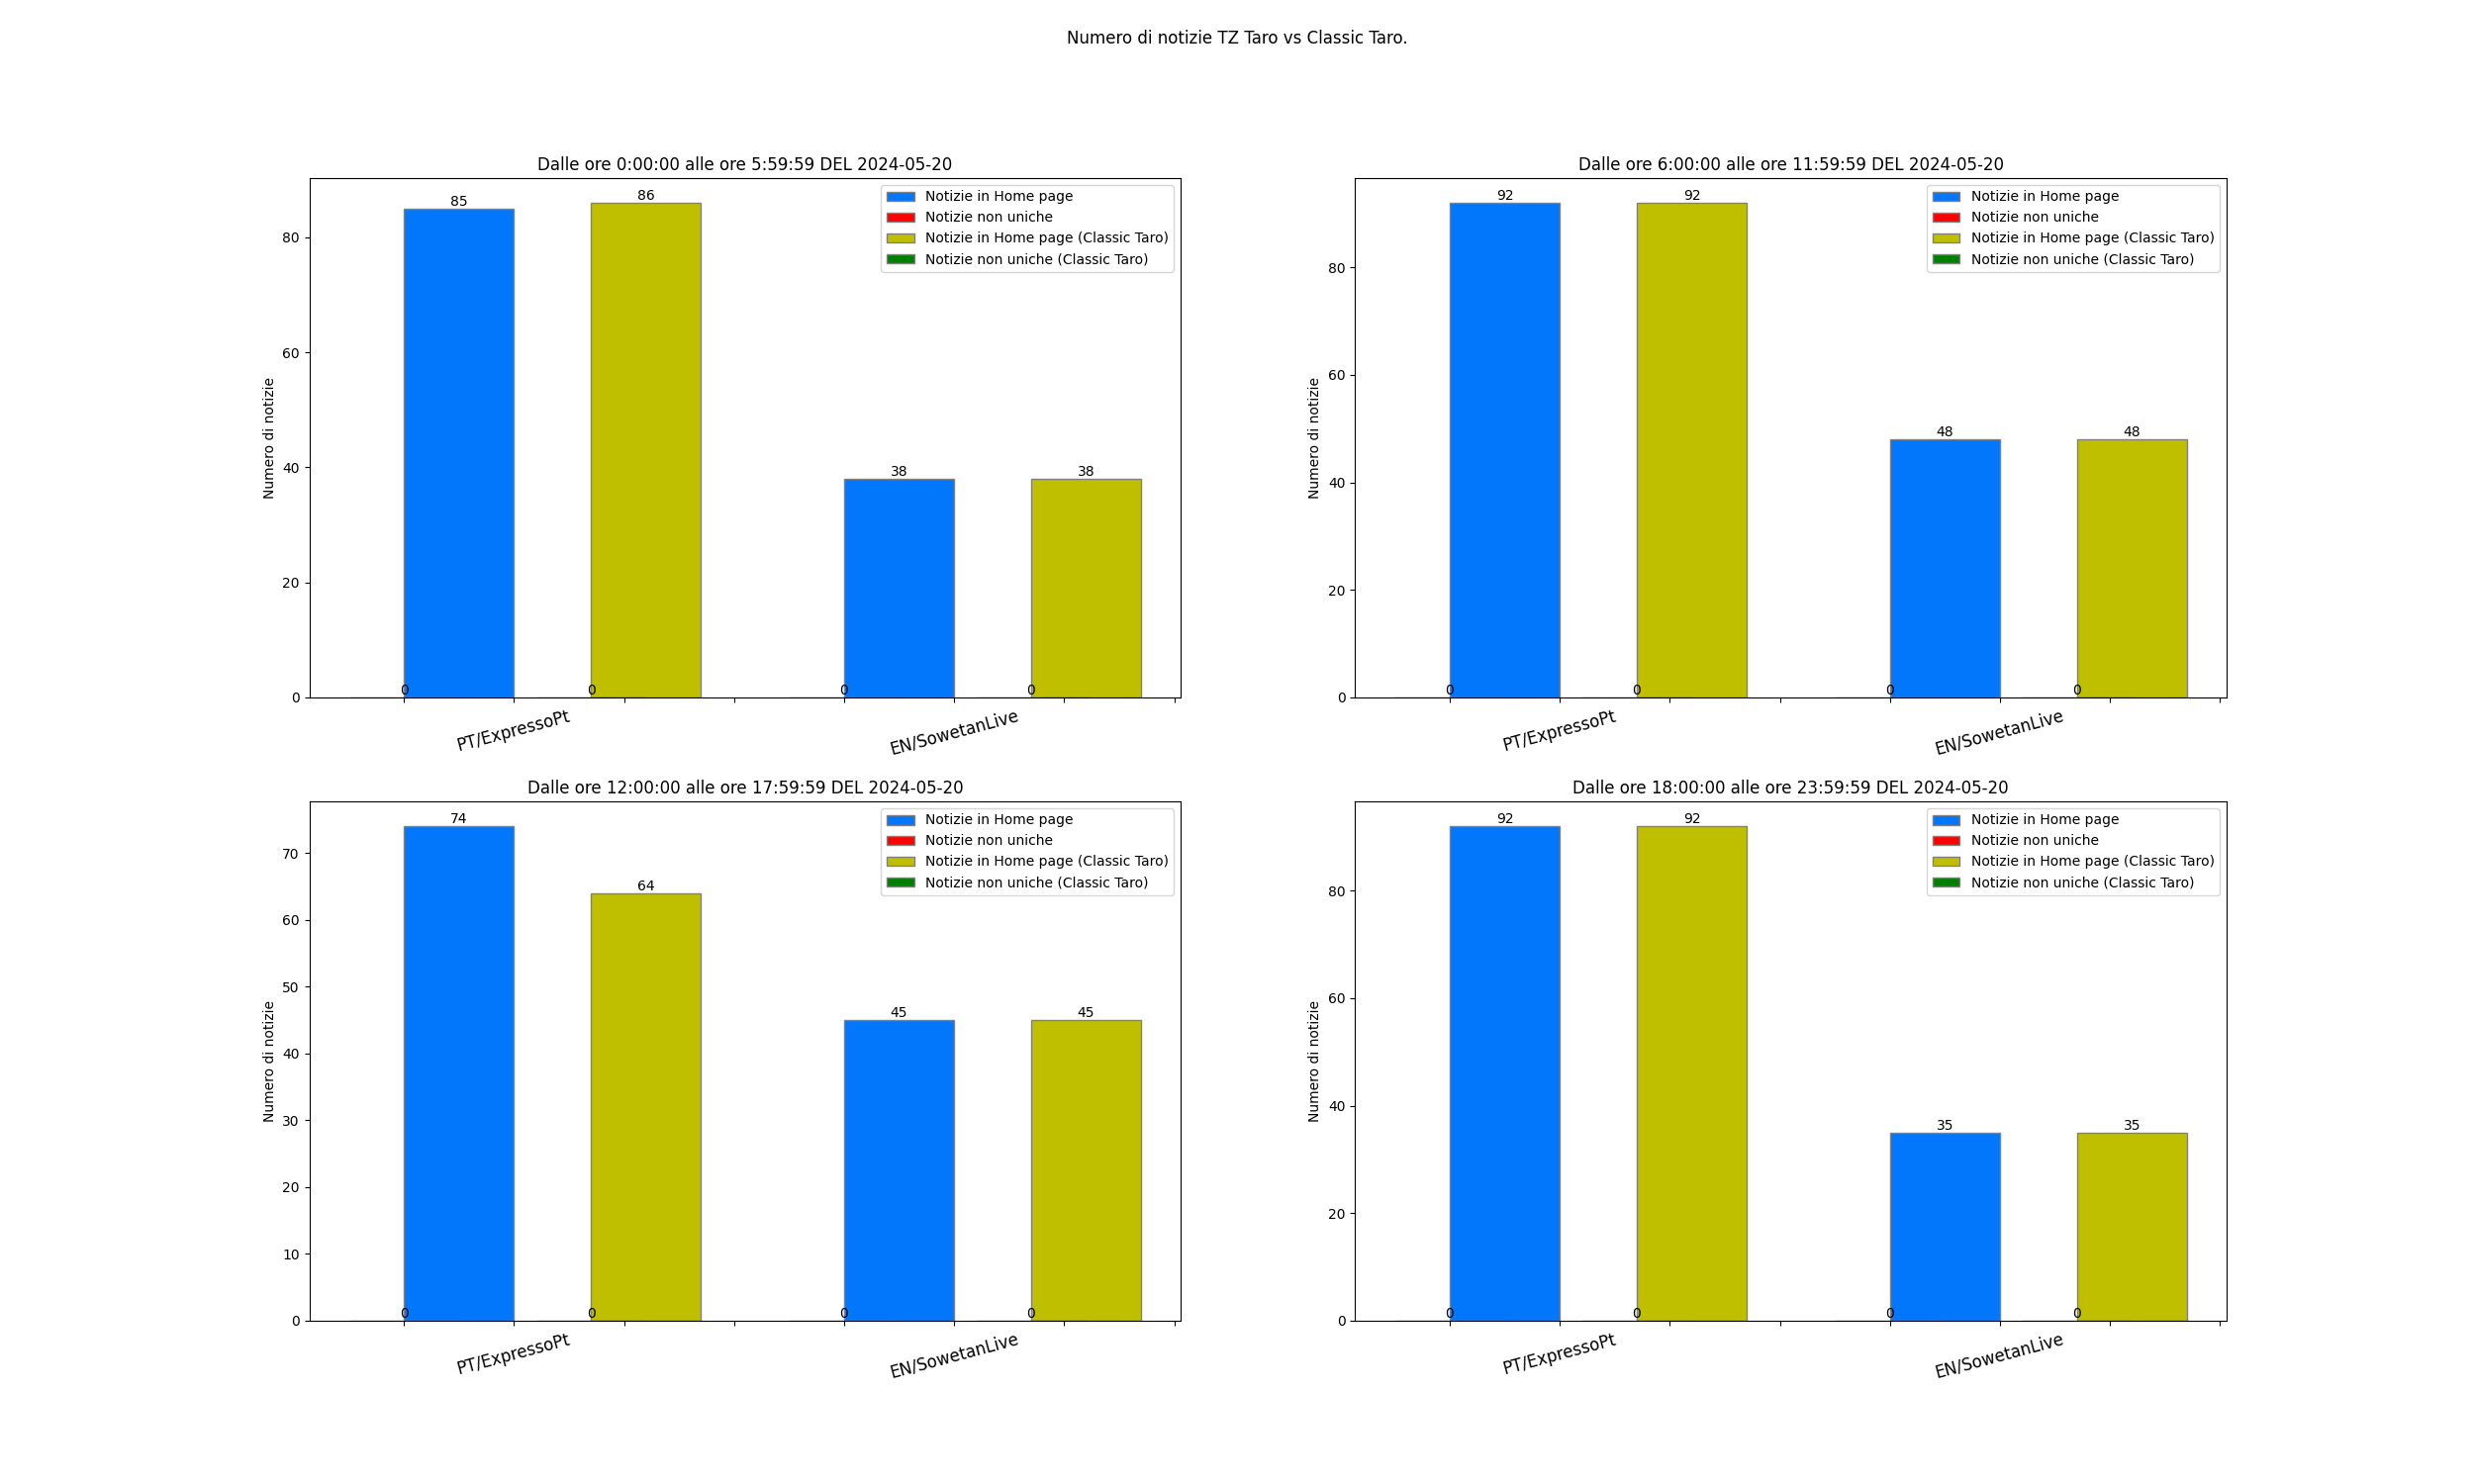 Numero di notizie TZ Taro vs Classic Taro.
Dalle ore 0:00:00 alle ore 5:59:59 DEL 2024-05-20
Numero di notizie
80
60
40
20
0
85
86
38
38
0
0
0
0
Notizie in Home page
Notizie non uniche
Notizie in Home page (Classic Taro)
Notizie non uniche (Classic Taro)
PT/ExpressoPt
EN/SowetanLive
Dalle ore 6:00:00 alle ore 11:59:59 DEL 2024-05-20
Numero di notizie
80
60
40
20
0
92
92
48
48
0
0
0
0
Notizie in Home page
Notizie non uniche
Notizie in Home page (Classic Taro)
Notizie non uniche (Classic Taro)
PT/ExpressoPt
EN/SowetanLive
Dalle ore 12:00:00 alle ore 17:59:59 DEL 2024-05-20
Numero di notizie
70
60
50
40
30
20
10
0
74
64
45
45
0
0
0
0
Notizie in Home page
Notizie non uniche
Notizie in Home page (Classic Taro)
Notizie non uniche (Classic Taro)
PT/ExpressoPt
EN/SowetanLive
Dalle ore 18:00:00 alle ore 23:59:59 DEL 2024-05-20
Numero di notizie
80
60
40
20
0
92
92
35
35
0
0
0
0
Notizie in Home page
Notizie non uniche
Notizie in Home page (Classic Taro)
Notizie non uniche (Classic Taro)
PT/ExpressoPt
EN/SowetanLive